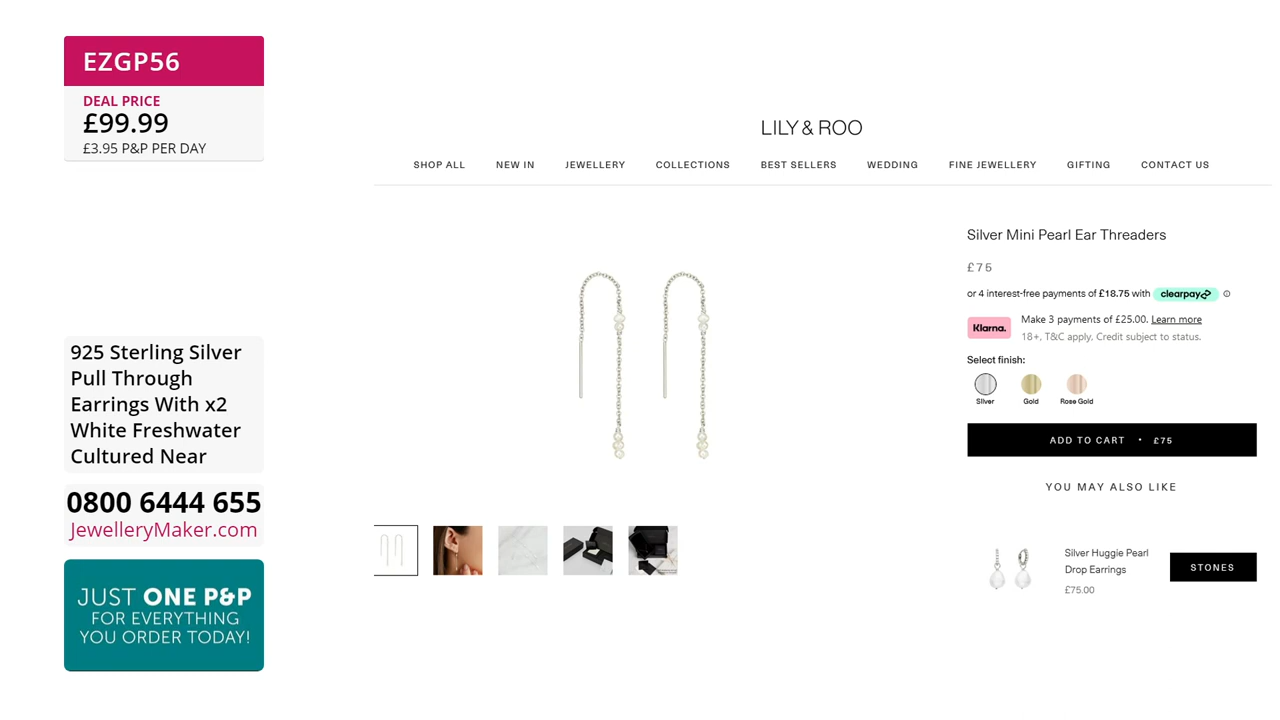 EZGP56
DEAL PRICE
£99.99
£3.95 P&P PER DAY
925 Sterling Silver
Pull Through
Earrings With x2
White Freshwater
Cultured Near
0800 6444 655
JewelleryMaker.com
JUST ONE P&P
FOR EVERYTHING
YOU ORDER TODAY!
LILY & ROO
SHOP ALL NEW IN JEWELLERY COLLECTIONS BEST SELLERS WEDDING FINE JEWELLERY GIFTING CONTACT US
Silver Mini Pearl Ear Threaders
£75
or 4 interest-free payments of £18.75 with clearpay
Klarna.
Make 3 payments of £25.00. Learn more
18+, T&C apply, Credit subject to status.
Select finish:
Silver Gold Rose Gold
ADD TO CART • £75
YOU MAY ALSO LIKE
Silver Huggie Pearl
Drop Earrings
£75.00
STONES